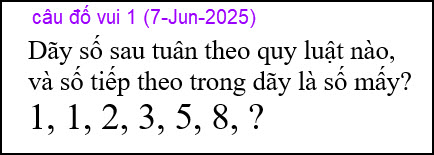 câu đố vui 1 (7-Jun-2025)
Dãy số sau tuân theo quy luật nào,
và số tiếp theo trong dãy là số mấy?
1, 1, 2, 3, 5, 8, ?